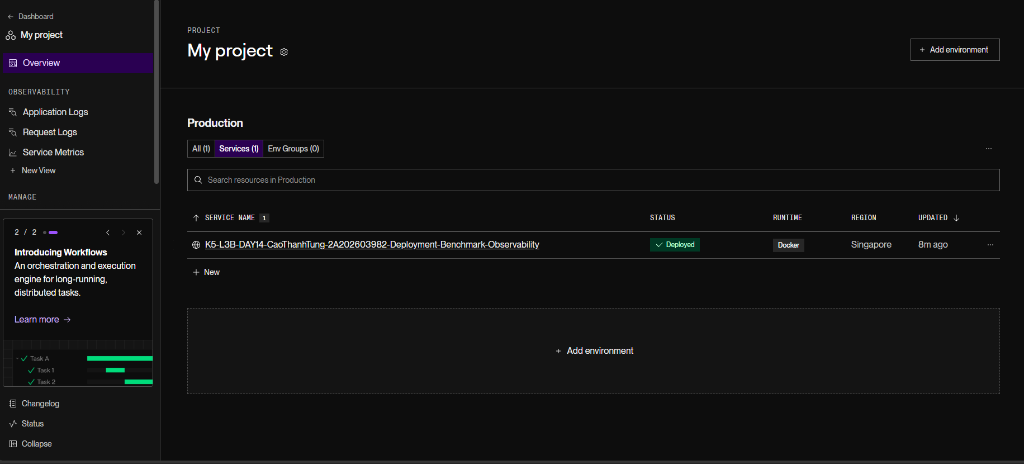 Dashboard
My project
Overview
OBSERVABILITY
Application Logs
Request Logs
Service Metrics
New View
MANAGE
2 / 2
Introducing Workflows
An orchestration and execution
engine for long-running,
distributed tasks.
Learn more
Task A
Task 1
Task 2
Changelog
Status
Collapse
PROJECT
My project
+ Add environment
Production
All (1) Services (1) Env Groups (0)
Search resources in Production
SERVICE NAME 1 STATUS RUNTIME REGION UPDATED
K5-L3B-DAY14-CaoThanhTung-2A202603982-Deployment-Benchmark-Observability Deployed Docker Singapore 8m ago
+ New
+ Add environment